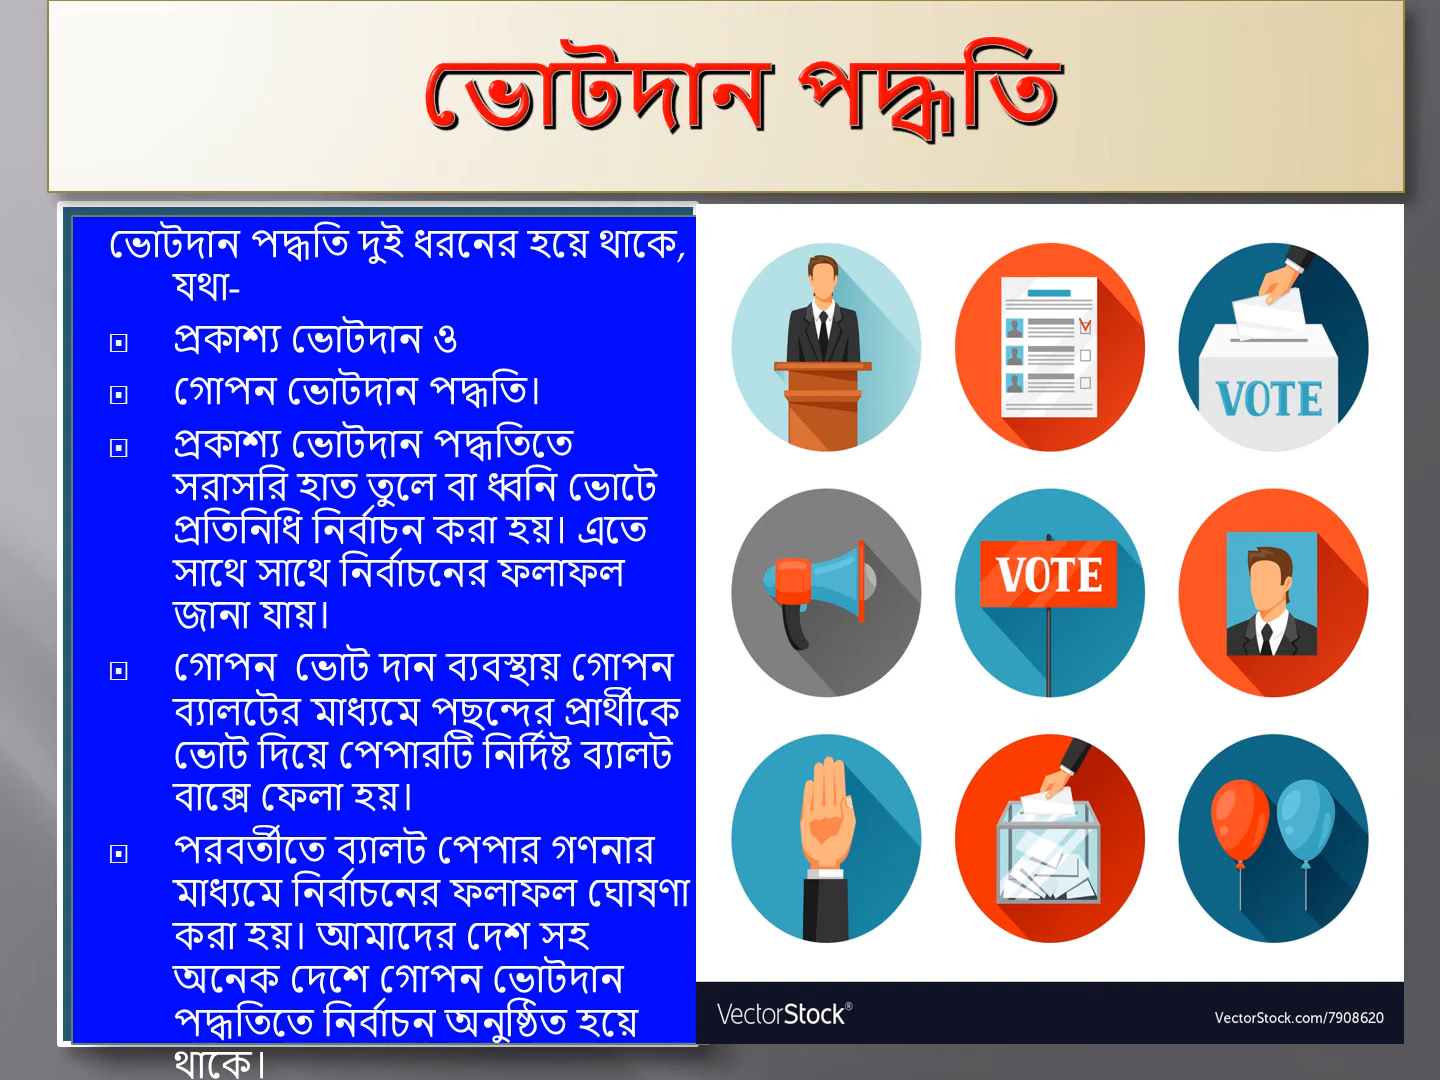 ভোটদান পদ্ধতি
ভোটদান পদ্ধতি দুই ধরনের হয়ে থাকে,
যথা-
প্রকাশ্য ভোটদান ও
গোপন ভোটদান পদ্ধতি।
প্রকাশ্য ভোটদান পদ্ধতিতে
সরাসরি হাত তুলে বা ধ্বনি ভোটে
প্রতিনিধি নির্বাচন করা হয়। এতে
সাথে সাথে নির্বাচনের ফলাফল
জানা যায়।
গোপন ভোট দান ব্যবস্থায় গোপন
ব্যালটের মাধ্যমে পছন্দের প্রার্থীকে
ভোট দিয়ে পেপারটি নির্দিষ্ট ব্যালট
বাক্সে ফেলা হয়।
পরবর্তীতে ব্যালট পেপার গণনার
মাধ্যমে নির্বাচনের ফলাফল ঘোষণা
করা হয়। আমাদের দেশ সহ
অনেক দেশে গোপন ভোটদান
পদ্ধতিতে নির্বাচন অনুষ্ঠিত হয়ে
থাকে।
VOTE
VOTE
VectorStock®
VectorStock.com/7908620